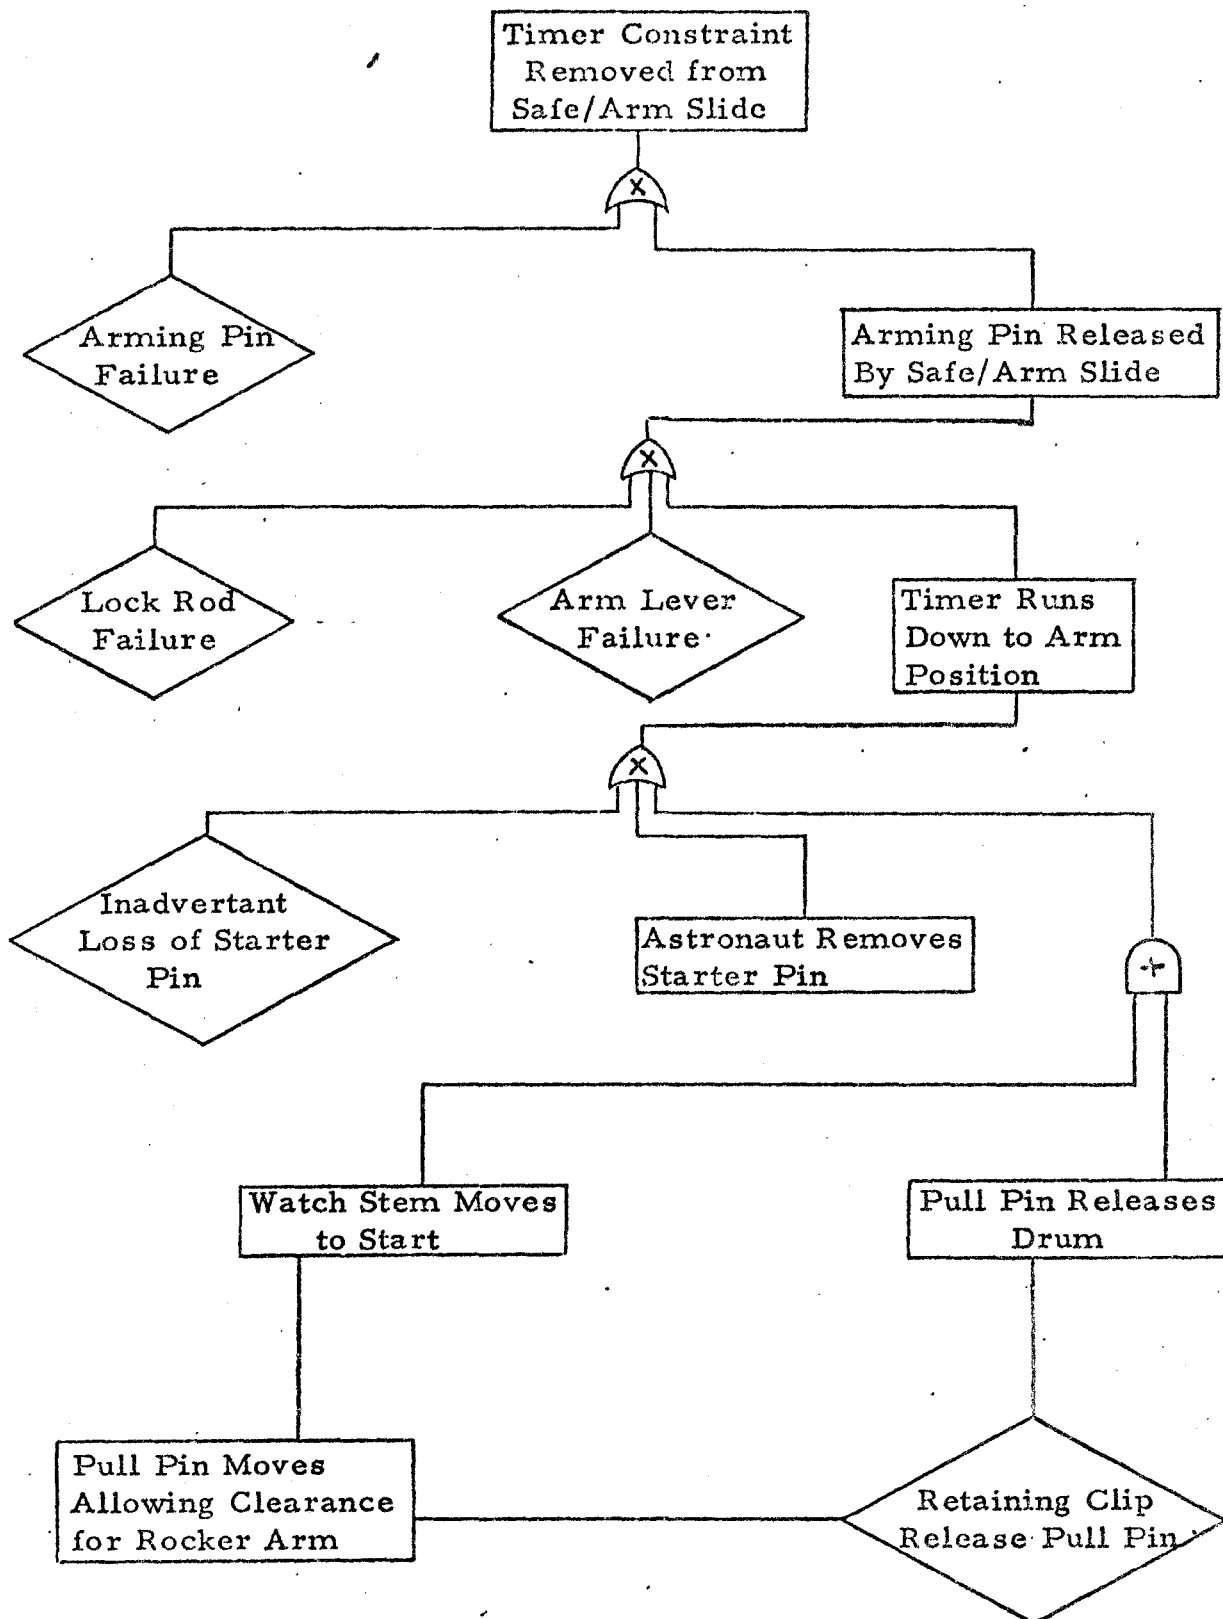 Timer Constraint
Removed from
Safe/Arm Slide
X
Arming Pin
Failure
Arming Pin Released
By Safe/Arm Slide
X
Lock Rod
Failure
Arm Lever
Failure
Timer Runs
Down to Arm
Position
X
Inadvertant
Loss of Starter
Pin
Astronaut Removes
Starter Pin
+
Watch Stem Moves
to Start
Pull Pin Releases
Drum
Pull Pin Moves
Allowing Clearance
for Rocker Arm
Retaining Clip
Release Pull Pin